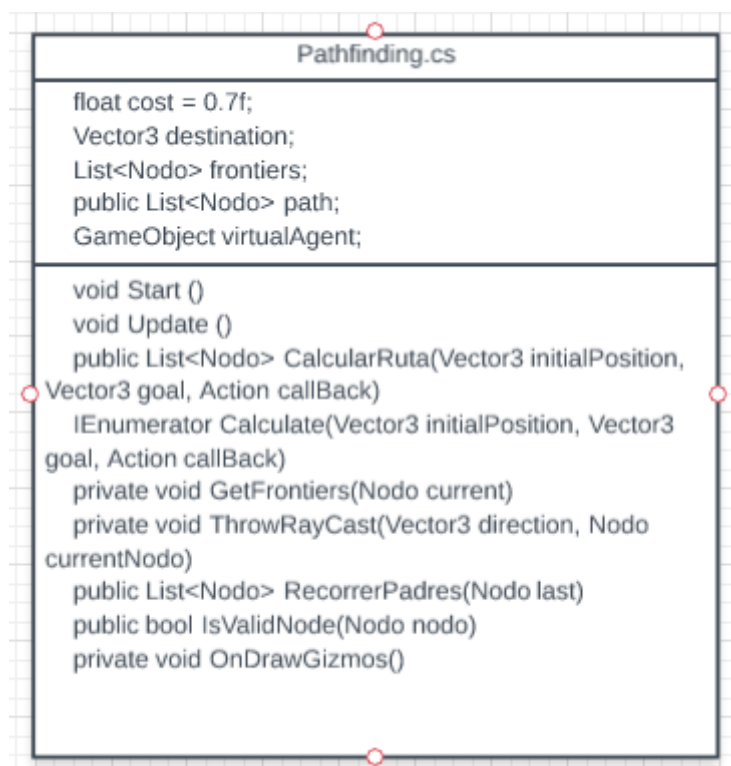 Pathfinding.cs
float cost = 0.7f;
Vector3 destination;
List<Nodo> frontiers;
public List<Nodo> path;
GameObject virtualAgent;
void Start ()
void Update ()
public List<Nodo> CalcularRuta(Vector3 initialPosition,
Vector3 goal, Action callBack)
IEnumerator Calculate(Vector3 initialPosition, Vector3
goal, Action callBack)
private void GetFrontiers(Nodo current)
private void ThrowRayCast(Vector3 direction, Nodo
currentNodo)
public List<Nodo> RecorrerPadres(Nodo last)
public bool IsValidNode(Nodo nodo)
private void OnDrawGizmos()